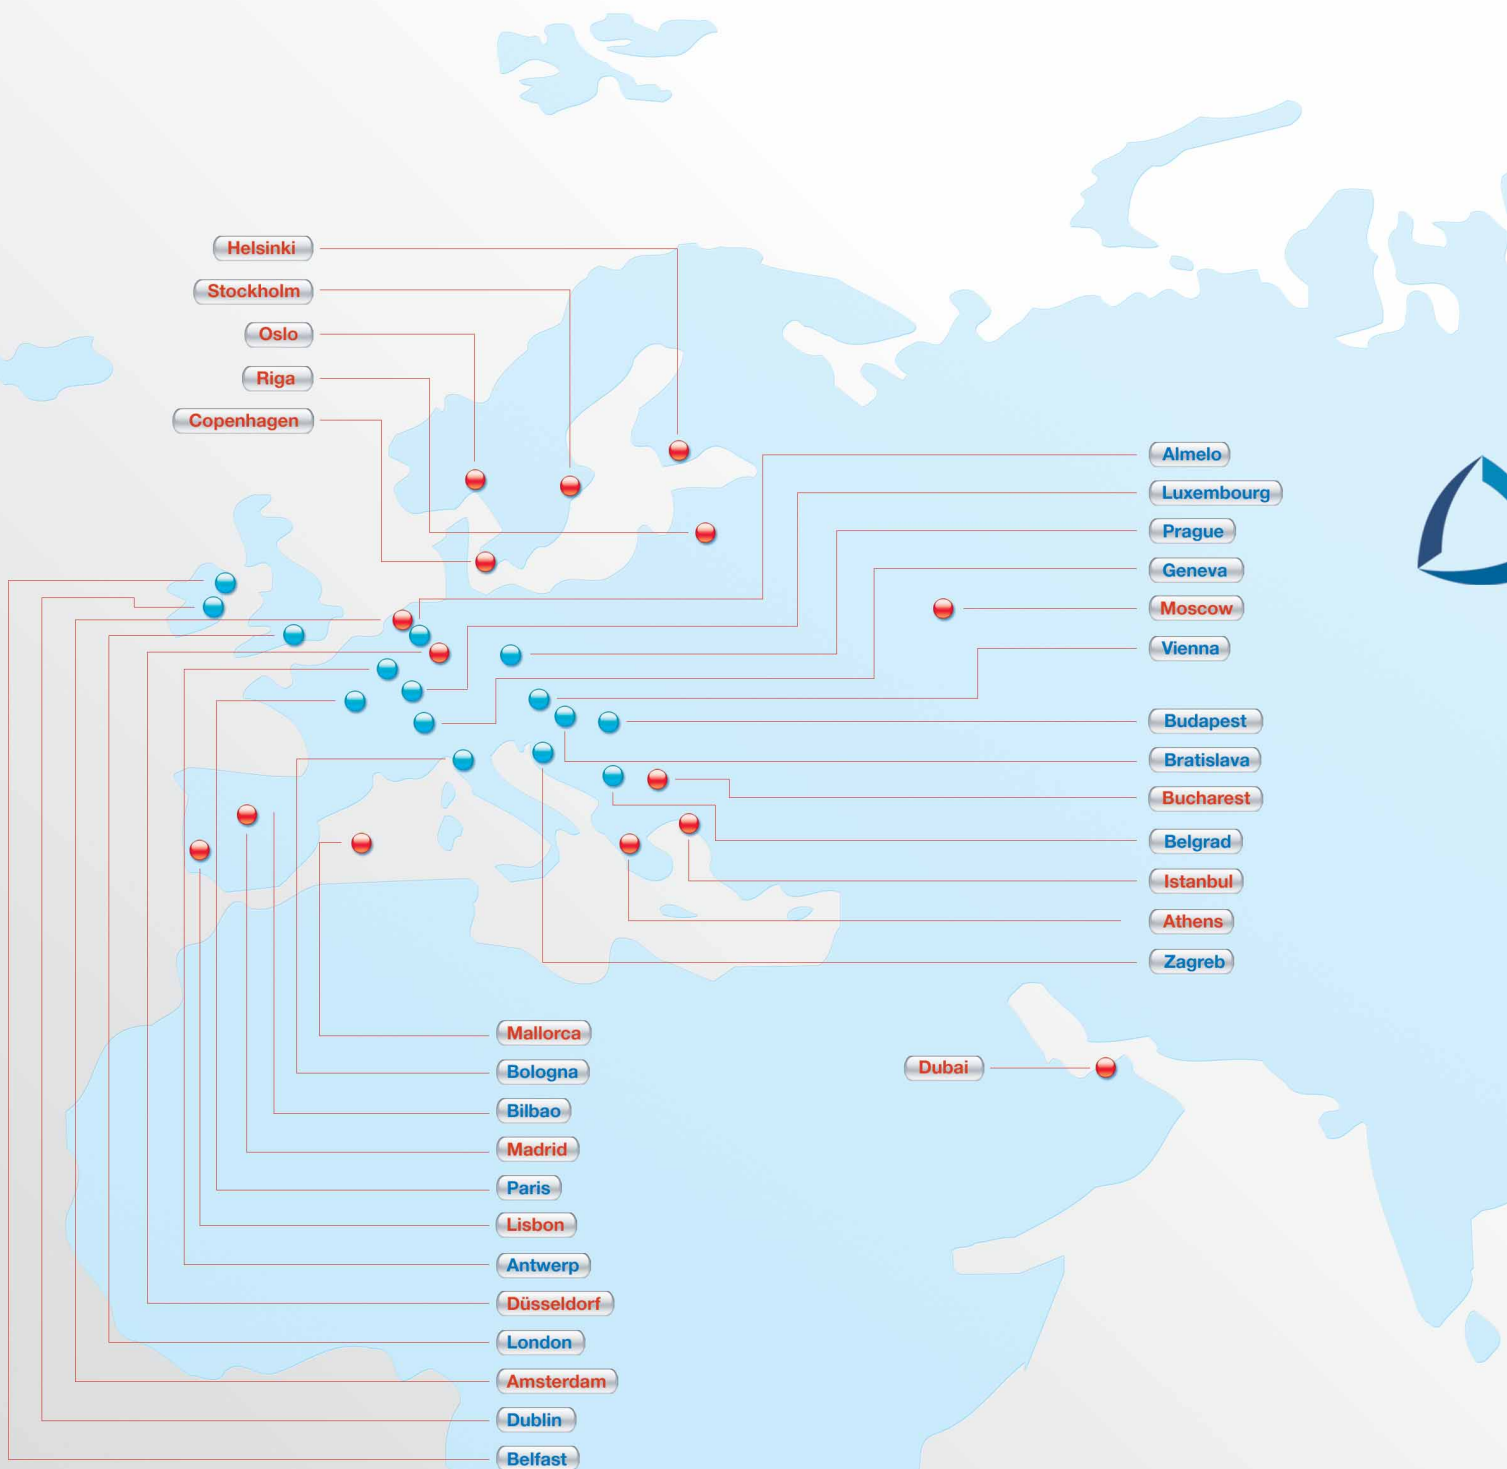 Helsinki
Stockholm
Oslo
Riga
Copenhagen
Almelo
Luxembourg
Prague
Geneva
Moscow
Vienna
Budapest
Bratislava
Bucharest
Belgrad
Istanbul
Athens
Zagreb
Mallorca
Bologna
Dubai
Bilbao
Madrid
Paris
Lisbon
Antwerp
Düsseldorf
London
Amsterdam
Dublin
Belfast